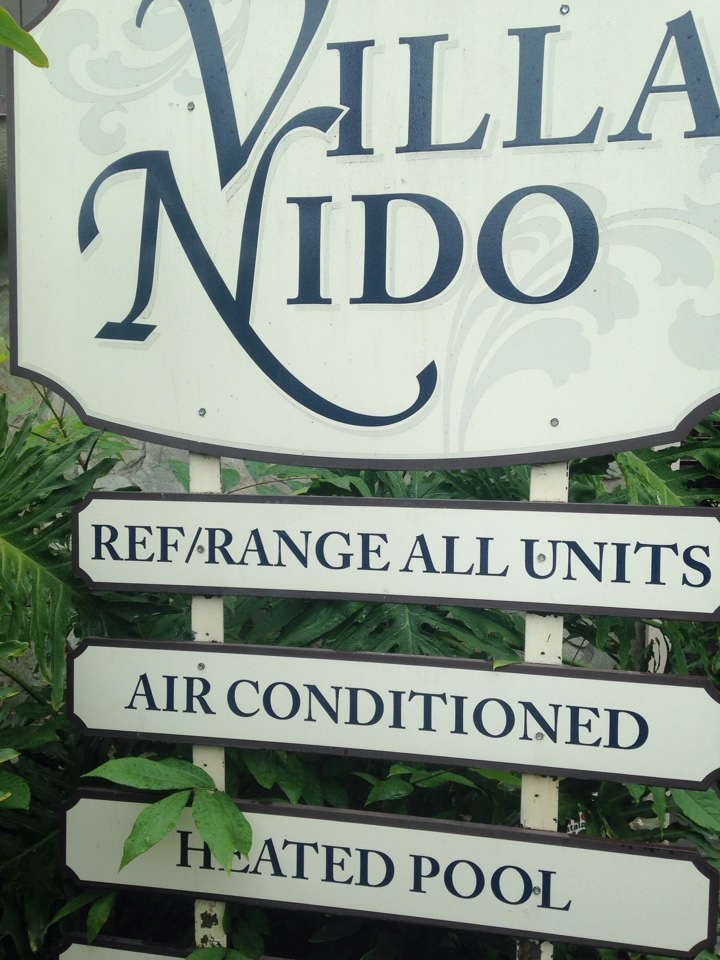 VILLA
NIDO
REF/RANGE ALL UNITS
AIR CONDITIONED
HEATED POOL